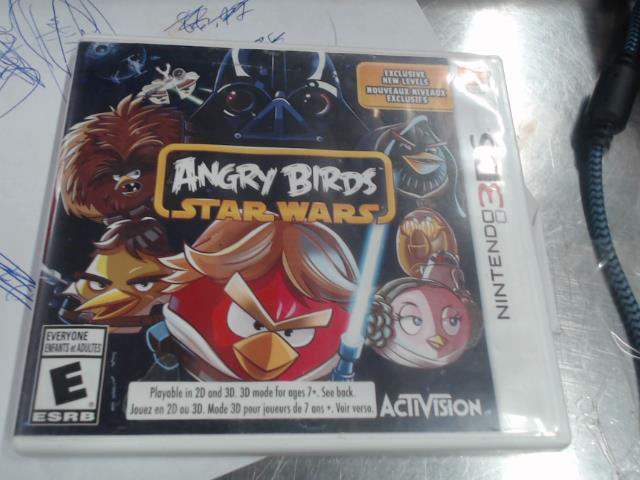 EXCLUSIVE
NEW LEVELS
NOUVEAUX NIVEAUX
EXCLUSIFS
ANGRY BIRDS
STAR WARS
NINTENDO 3DS
EVERYONE
ENFANTS et ADULTES
E
ESRB
Playable in 2D and 3D. 3D mode for ages 7+. See back.
Jouez en 2D ou 3D. Mode 3D pour joueurs de 7 ans +. Voir verso.
ACTIVISION